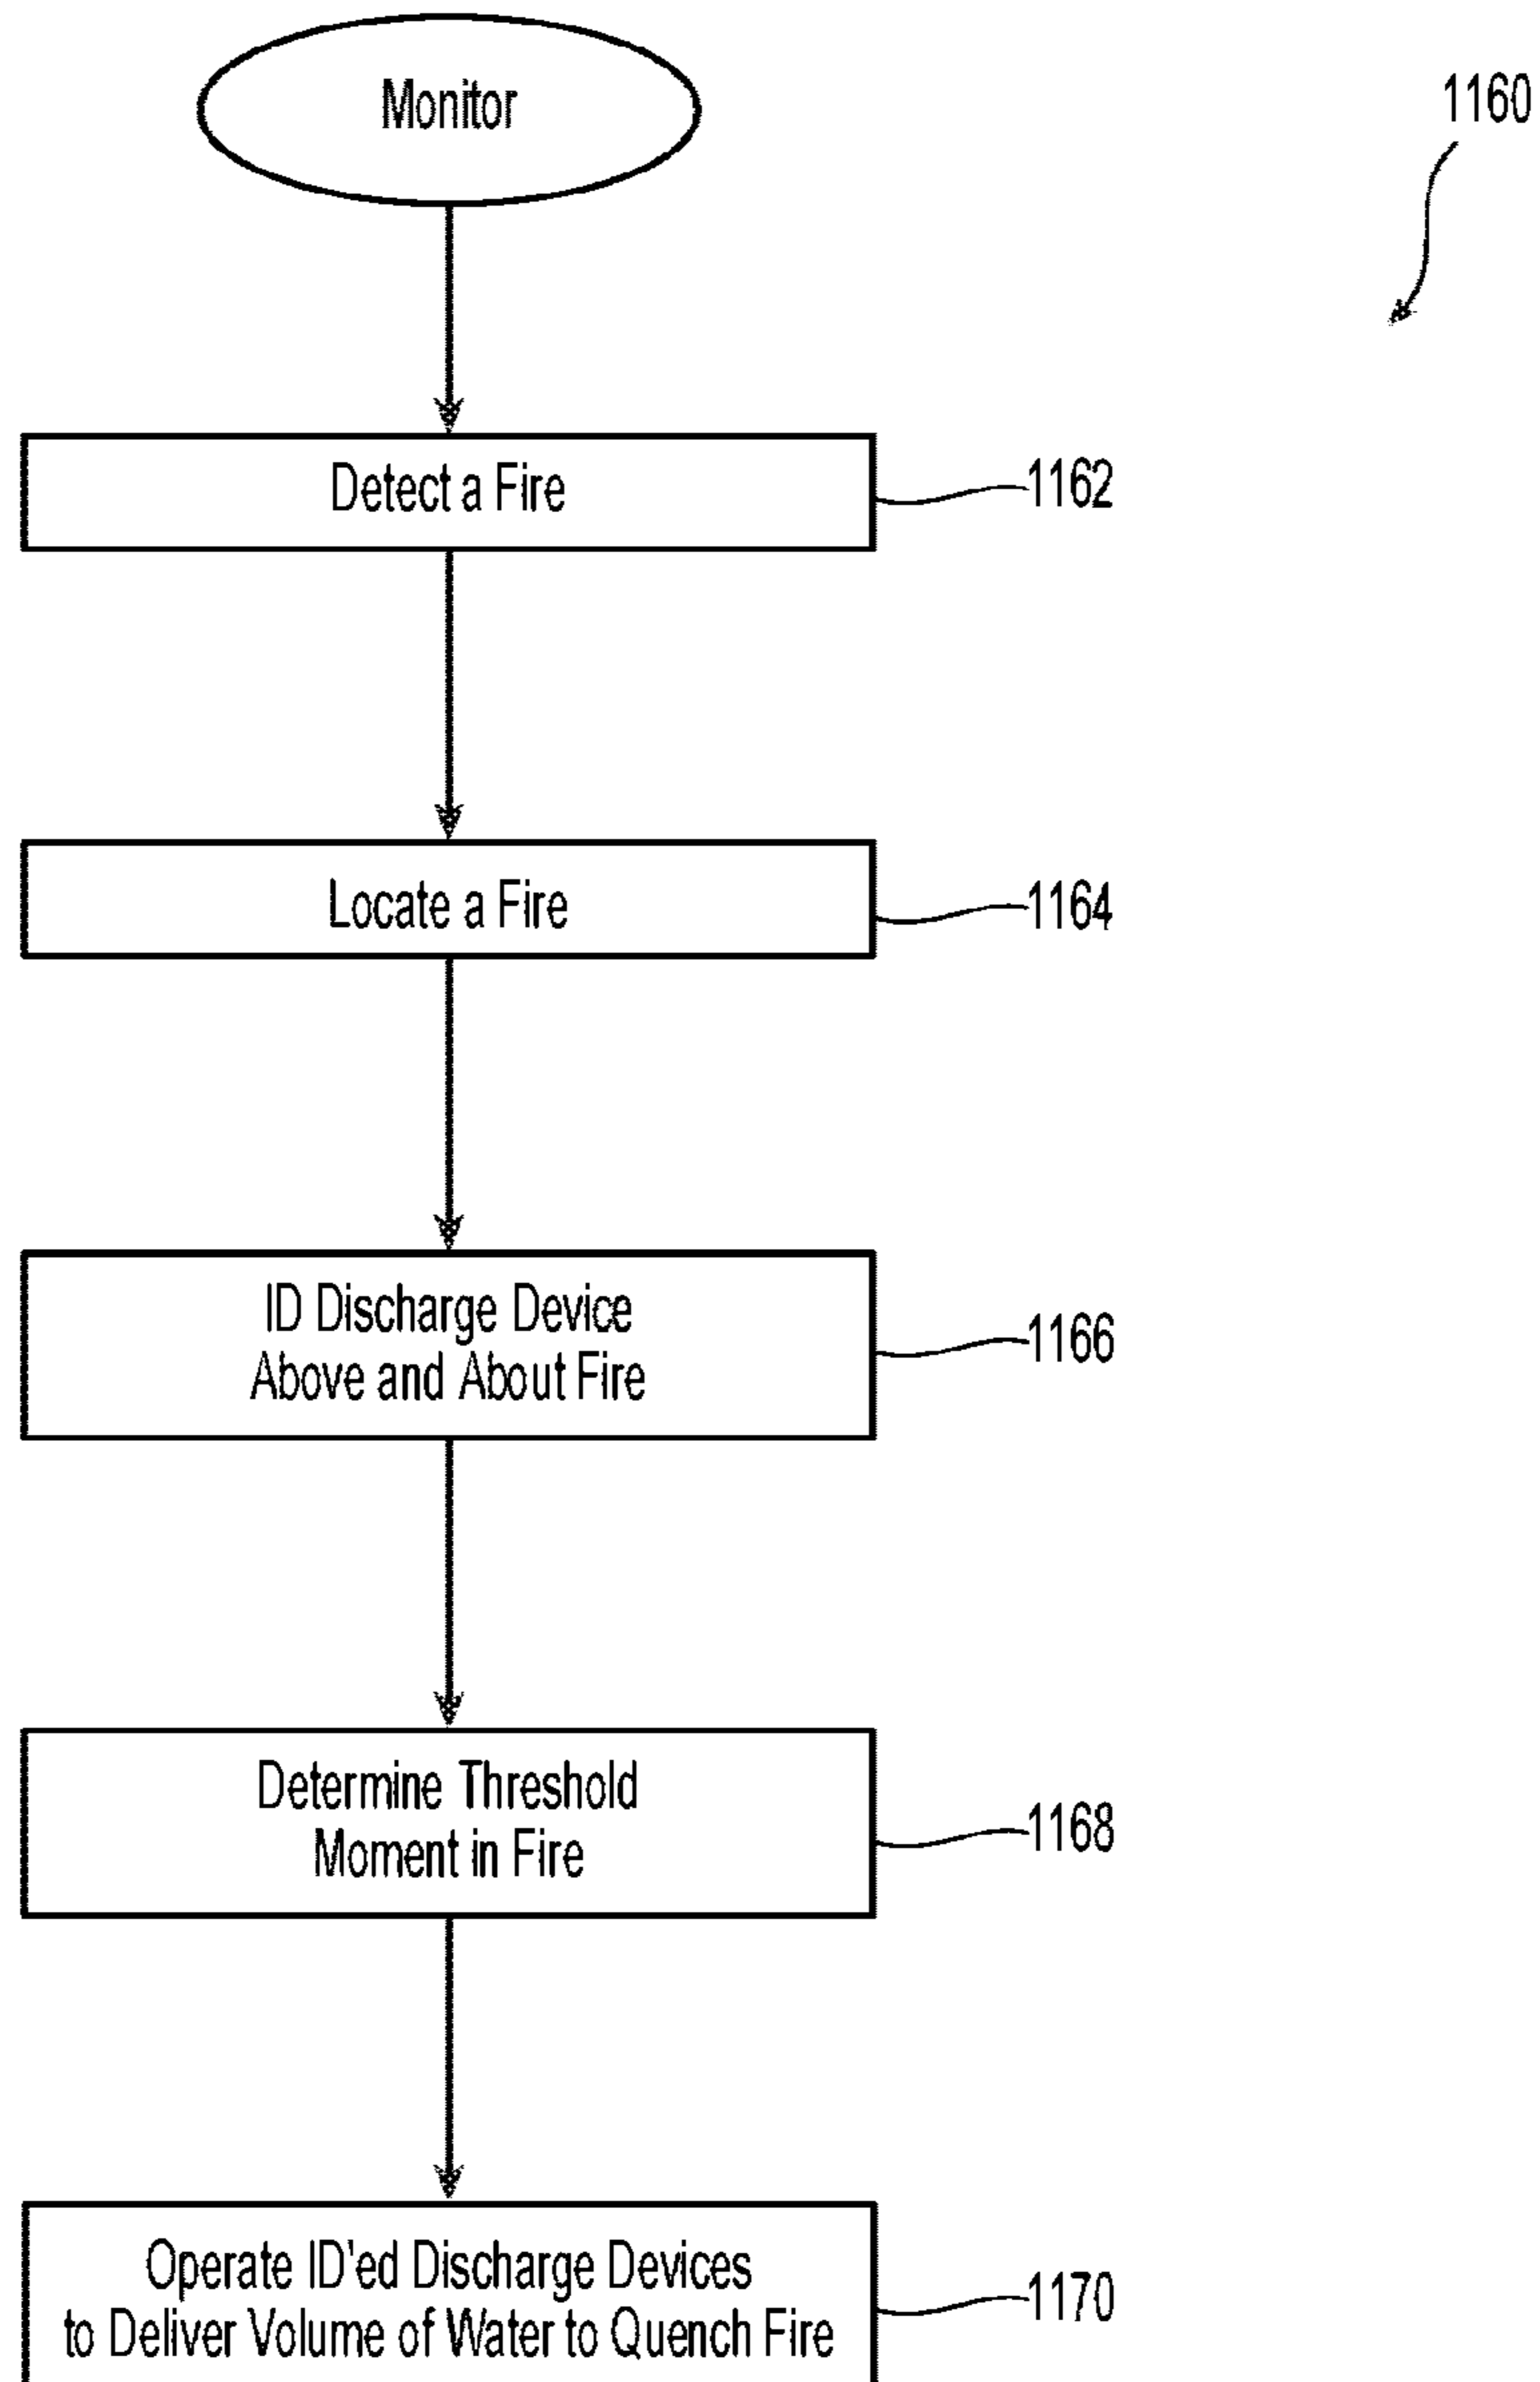 Monitor
1160
Detect a Fire
1162
Locate a Fire
1164
ID Discharge Device
Above and About Fire
1166
Determine Threshold
Moment in Fire
1168
Operate ID'ed Discharge Devices
to Deliver Volume of Water to Quench Fire
1170